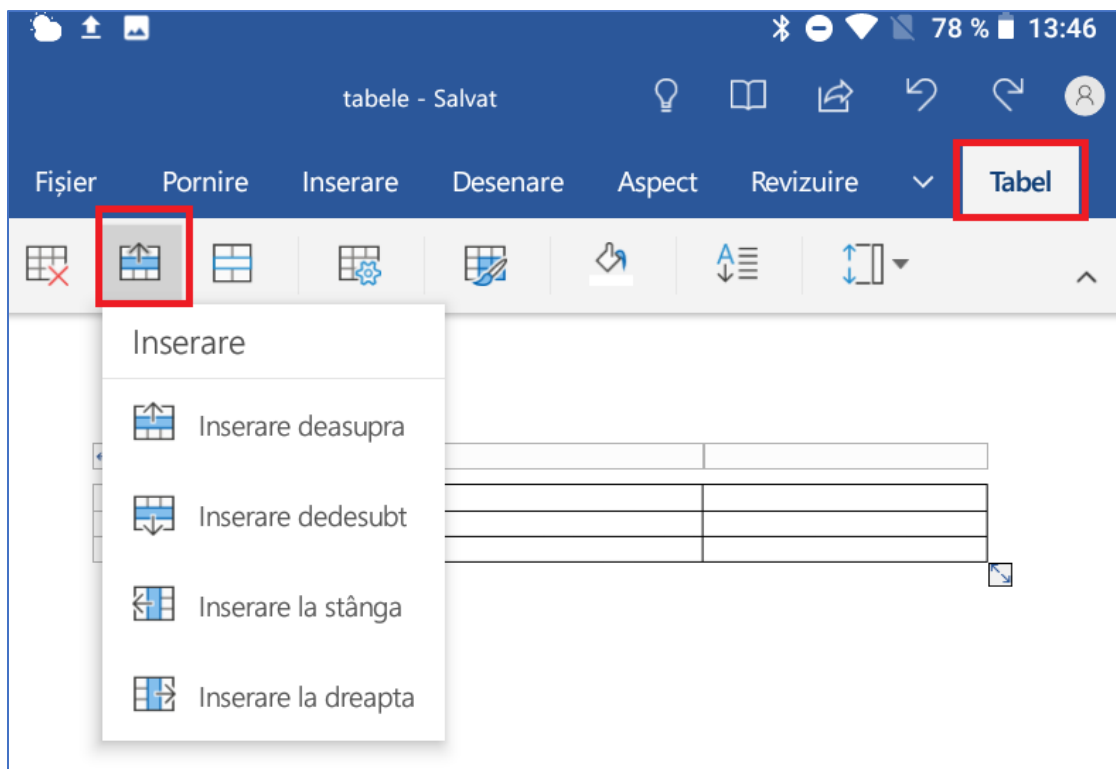 78 % 13:46
tabele - Salvat
Fișier Pornire Inserare Desenare Aspect Revizuire Tabel
Inserare
Inserare deasupra
Inserare dedesubt
Inserare la stânga
Inserare la dreapta